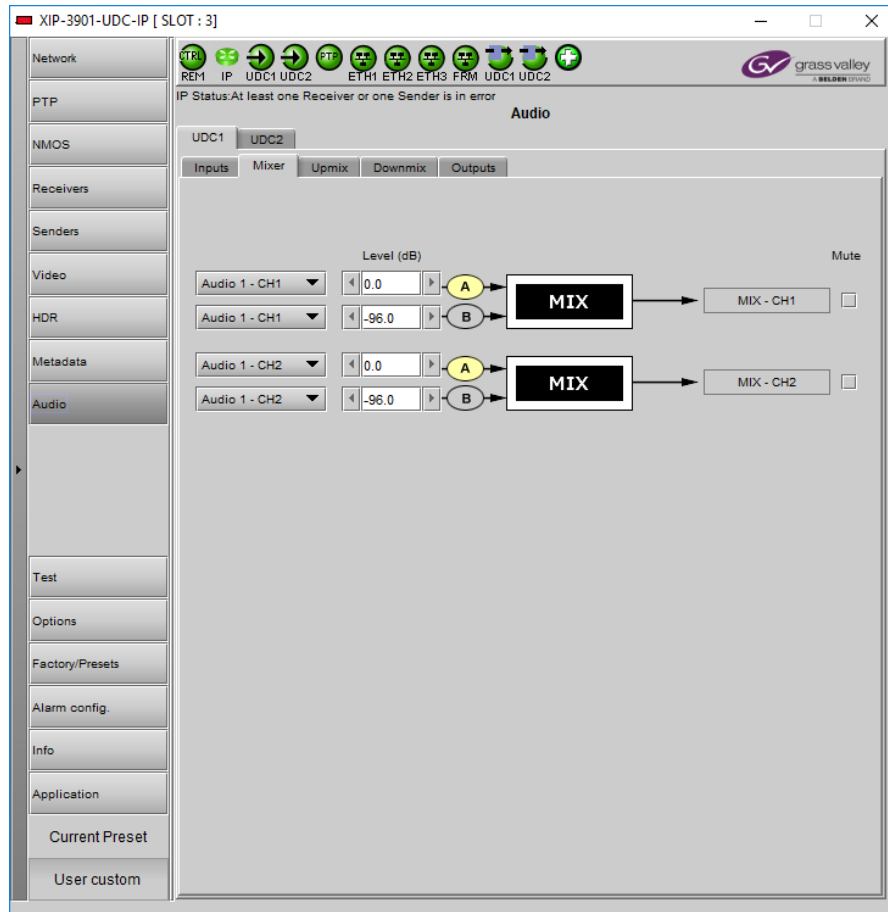 XIP-3901-UDC-IP [ SLOT : 3]
Network
PTP
NMOS
Receivers
Senders
Video
HDR
Metadata
Audio
Test
Options
Factory/Presets
Alarm config.
Info
Application
Current Preset
User custom
CTRL PTP
REM IP UDC1 UDC2 ETH1 ETH2 ETH3 FRM UDC1 UDC2
GV grass valley
A BELDEN BRAND
IP Status:At least one Receiver or one Sender is in error
Audio
UDC1 UDC2
Inputs Mixer Upmix Downmix Outputs
Level (dB) Mute
Audio 1 - CH1 0.0 A MIX MIX - CH1
Audio 1 - CH1 -96.0 B
Audio 1 - CH2 0.0 A MIX MIX - CH2
Audio 1 - CH2 -96.0 B